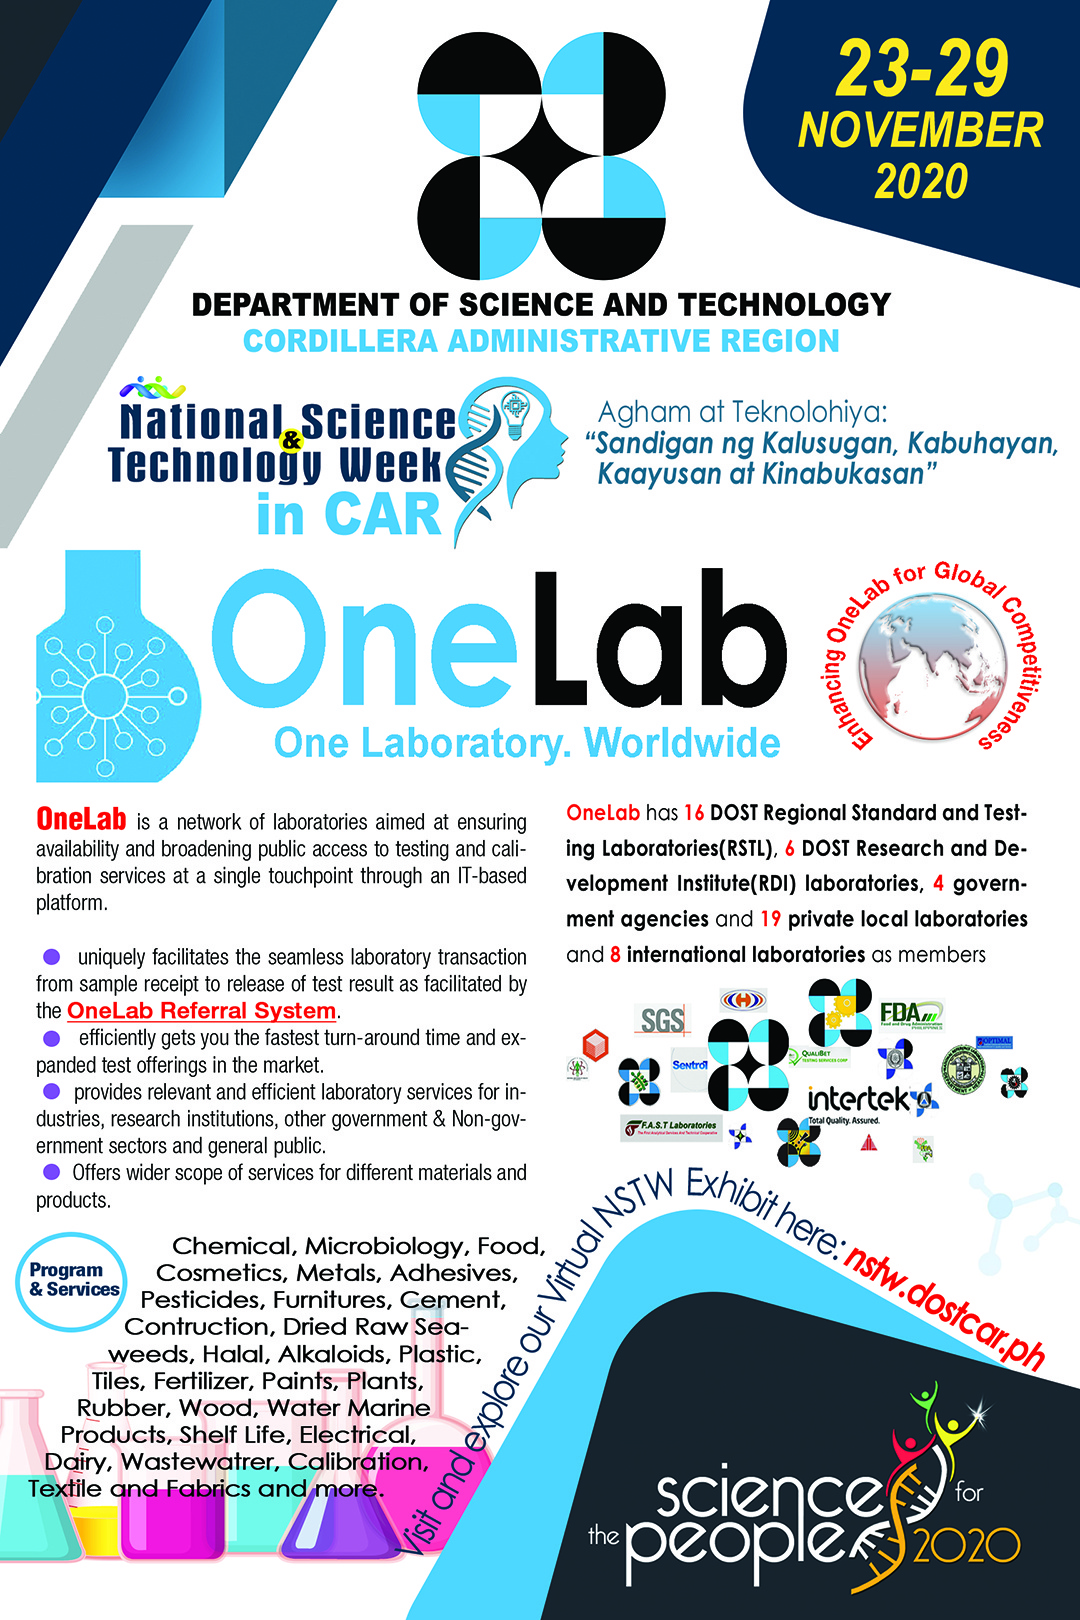 23-29
NOVEMBER
2020
DEPARTMENT OF SCIENCE AND TECHNOLOGY
CORDILLERA ADMINISTRATIVE REGION
National & Science
Technology Week
in CAR
Agham at Teknolohiya:
“Sandigan ng Kalusugan, Kabuhayan,
Kaayusan at Kinabukasan”
OneLab
One Laboratory. Worldwide
Enhancing OneLab for Global Competitiveness
OneLab is a network of laboratories aimed at ensuring
availability and broadening public access to testing and cali-
bration services at a single touchpoint through an IT-based
platform.
● uniquely facilitates the seamless laboratory transaction
from sample receipt to release of test result as facilitated by
the OneLab Referral System.
● efficiently gets you the fastest turn-around time and ex-
panded test offerings in the market.
● provides relevant and efficient laboratory services for in-
dustries, research institutions, other government & Non-gov-
ernment sectors and general public.
● Offers wider scope of services for different materials and
products.
OneLab has 16 DOST Regional Standard and Test-
ing Laboratories(RSTL), 6 DOST Research and De-
velopment Institute(RDI) laboratories, 4 govern-
ment agencies and 19 private local laboratories
and 8 international laboratories as members
SGS
FDA
Food and Drug Administration
PHILIPPINES
Sentrol
QUALIBET
TESTING SERVICES CORP
OPTIMAL
intertek
Total Quality. Assured.
F.A.S.T Laboratories
Program
& Services
Chemical, Microbiology, Food,
Cosmetics, Metals, Adhesives,
Pesticides, Furnitures, Cement,
Contruction, Dried Raw Sea-
weeds, Halal, Alkaloids, Plastic,
Tiles, Fertilizer, Paints, Plants,
Rubber, Wood, Water Marine
Products, Shelf Life, Electrical,
Dairy, Wastewatrer, Calibration,
Textile and Fabrics and more.
Visit and explore our Virtual NSTW Exhibit here: nstw.dostcar.ph
science for
the people 2020